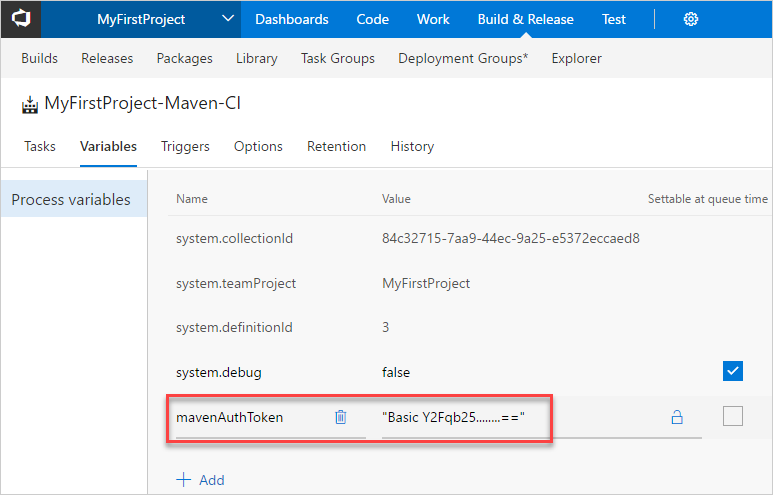 MyFirstProject Dashboards Code Work Build & Release Test
Builds Releases Packages Library Task Groups Deployment Groups* Explorer
MyFirstProject-Maven-CI
Tasks Variables Triggers Options Retention History
Process variables
Name Value Settable at queue time
system.collectionId 84c32715-7aa9-44ec-9a25-e5372eccaed8
system.teamProject MyFirstProject
system.definitionId 3
system.debug false
mavenAuthToken "Basic Y2Fqb25........=="
Add